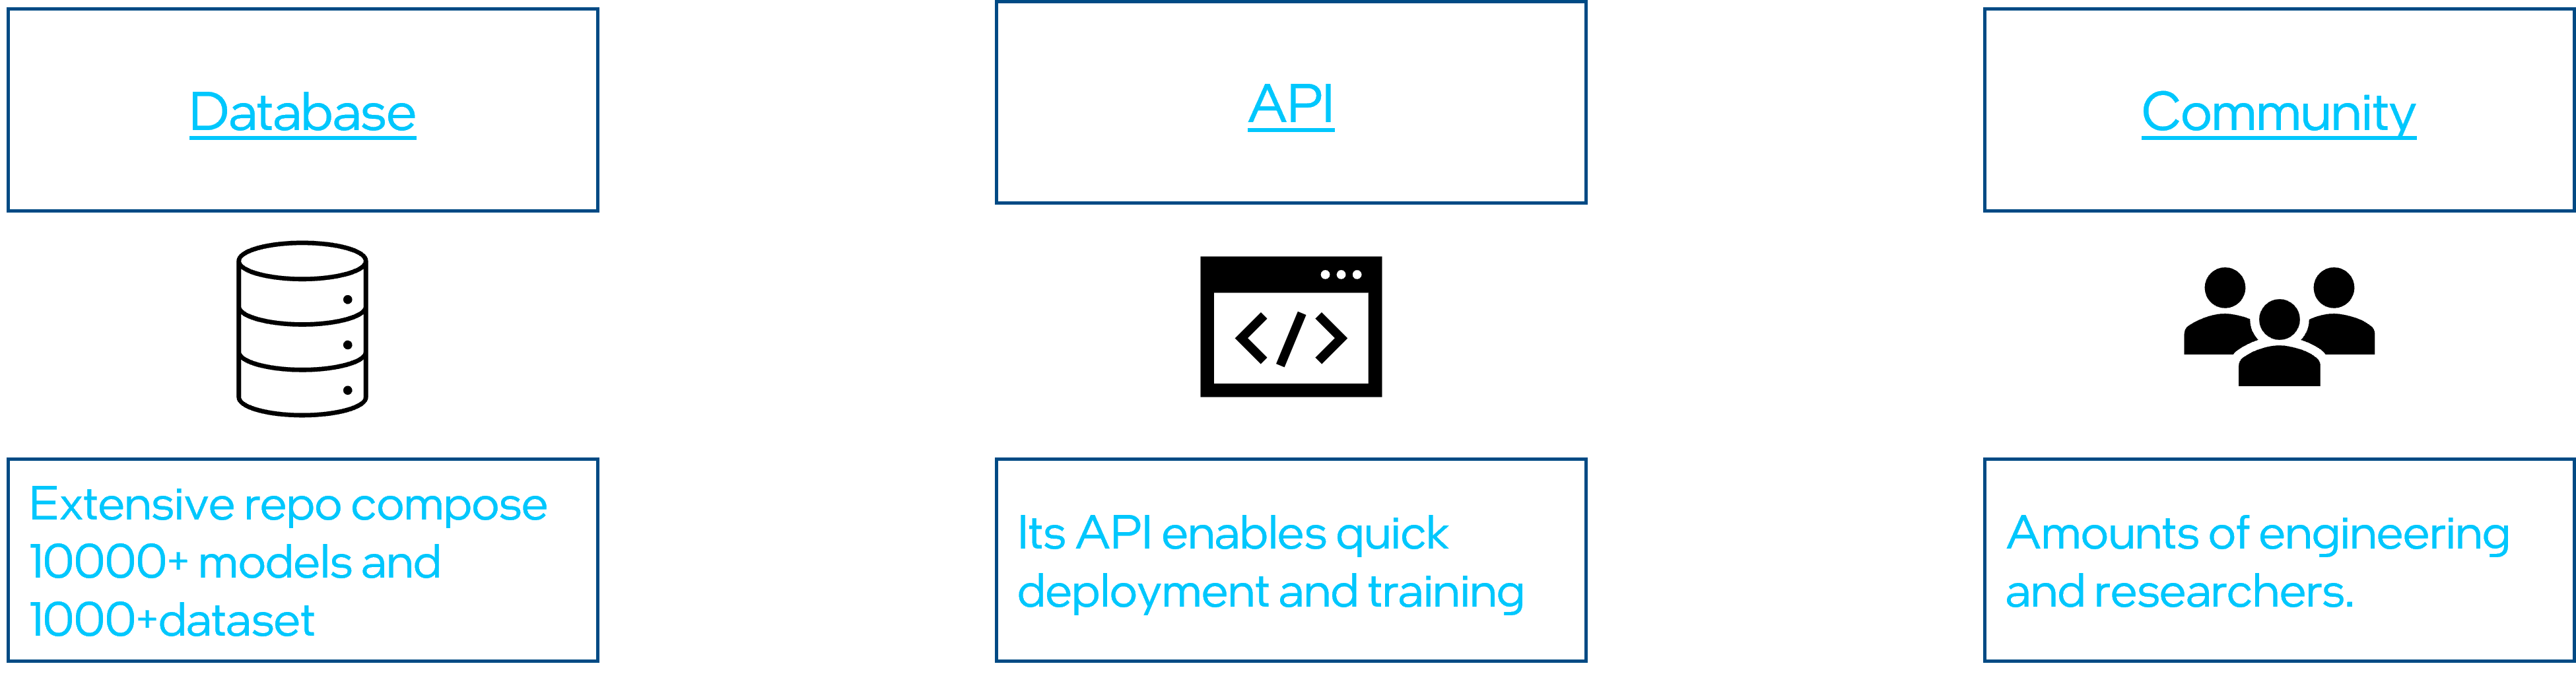 Database
API
Community
Extensive repo compose
10000+ models and
1000+dataset
Its API enables quick
deployment and training
Amounts of engineering
and researchers.